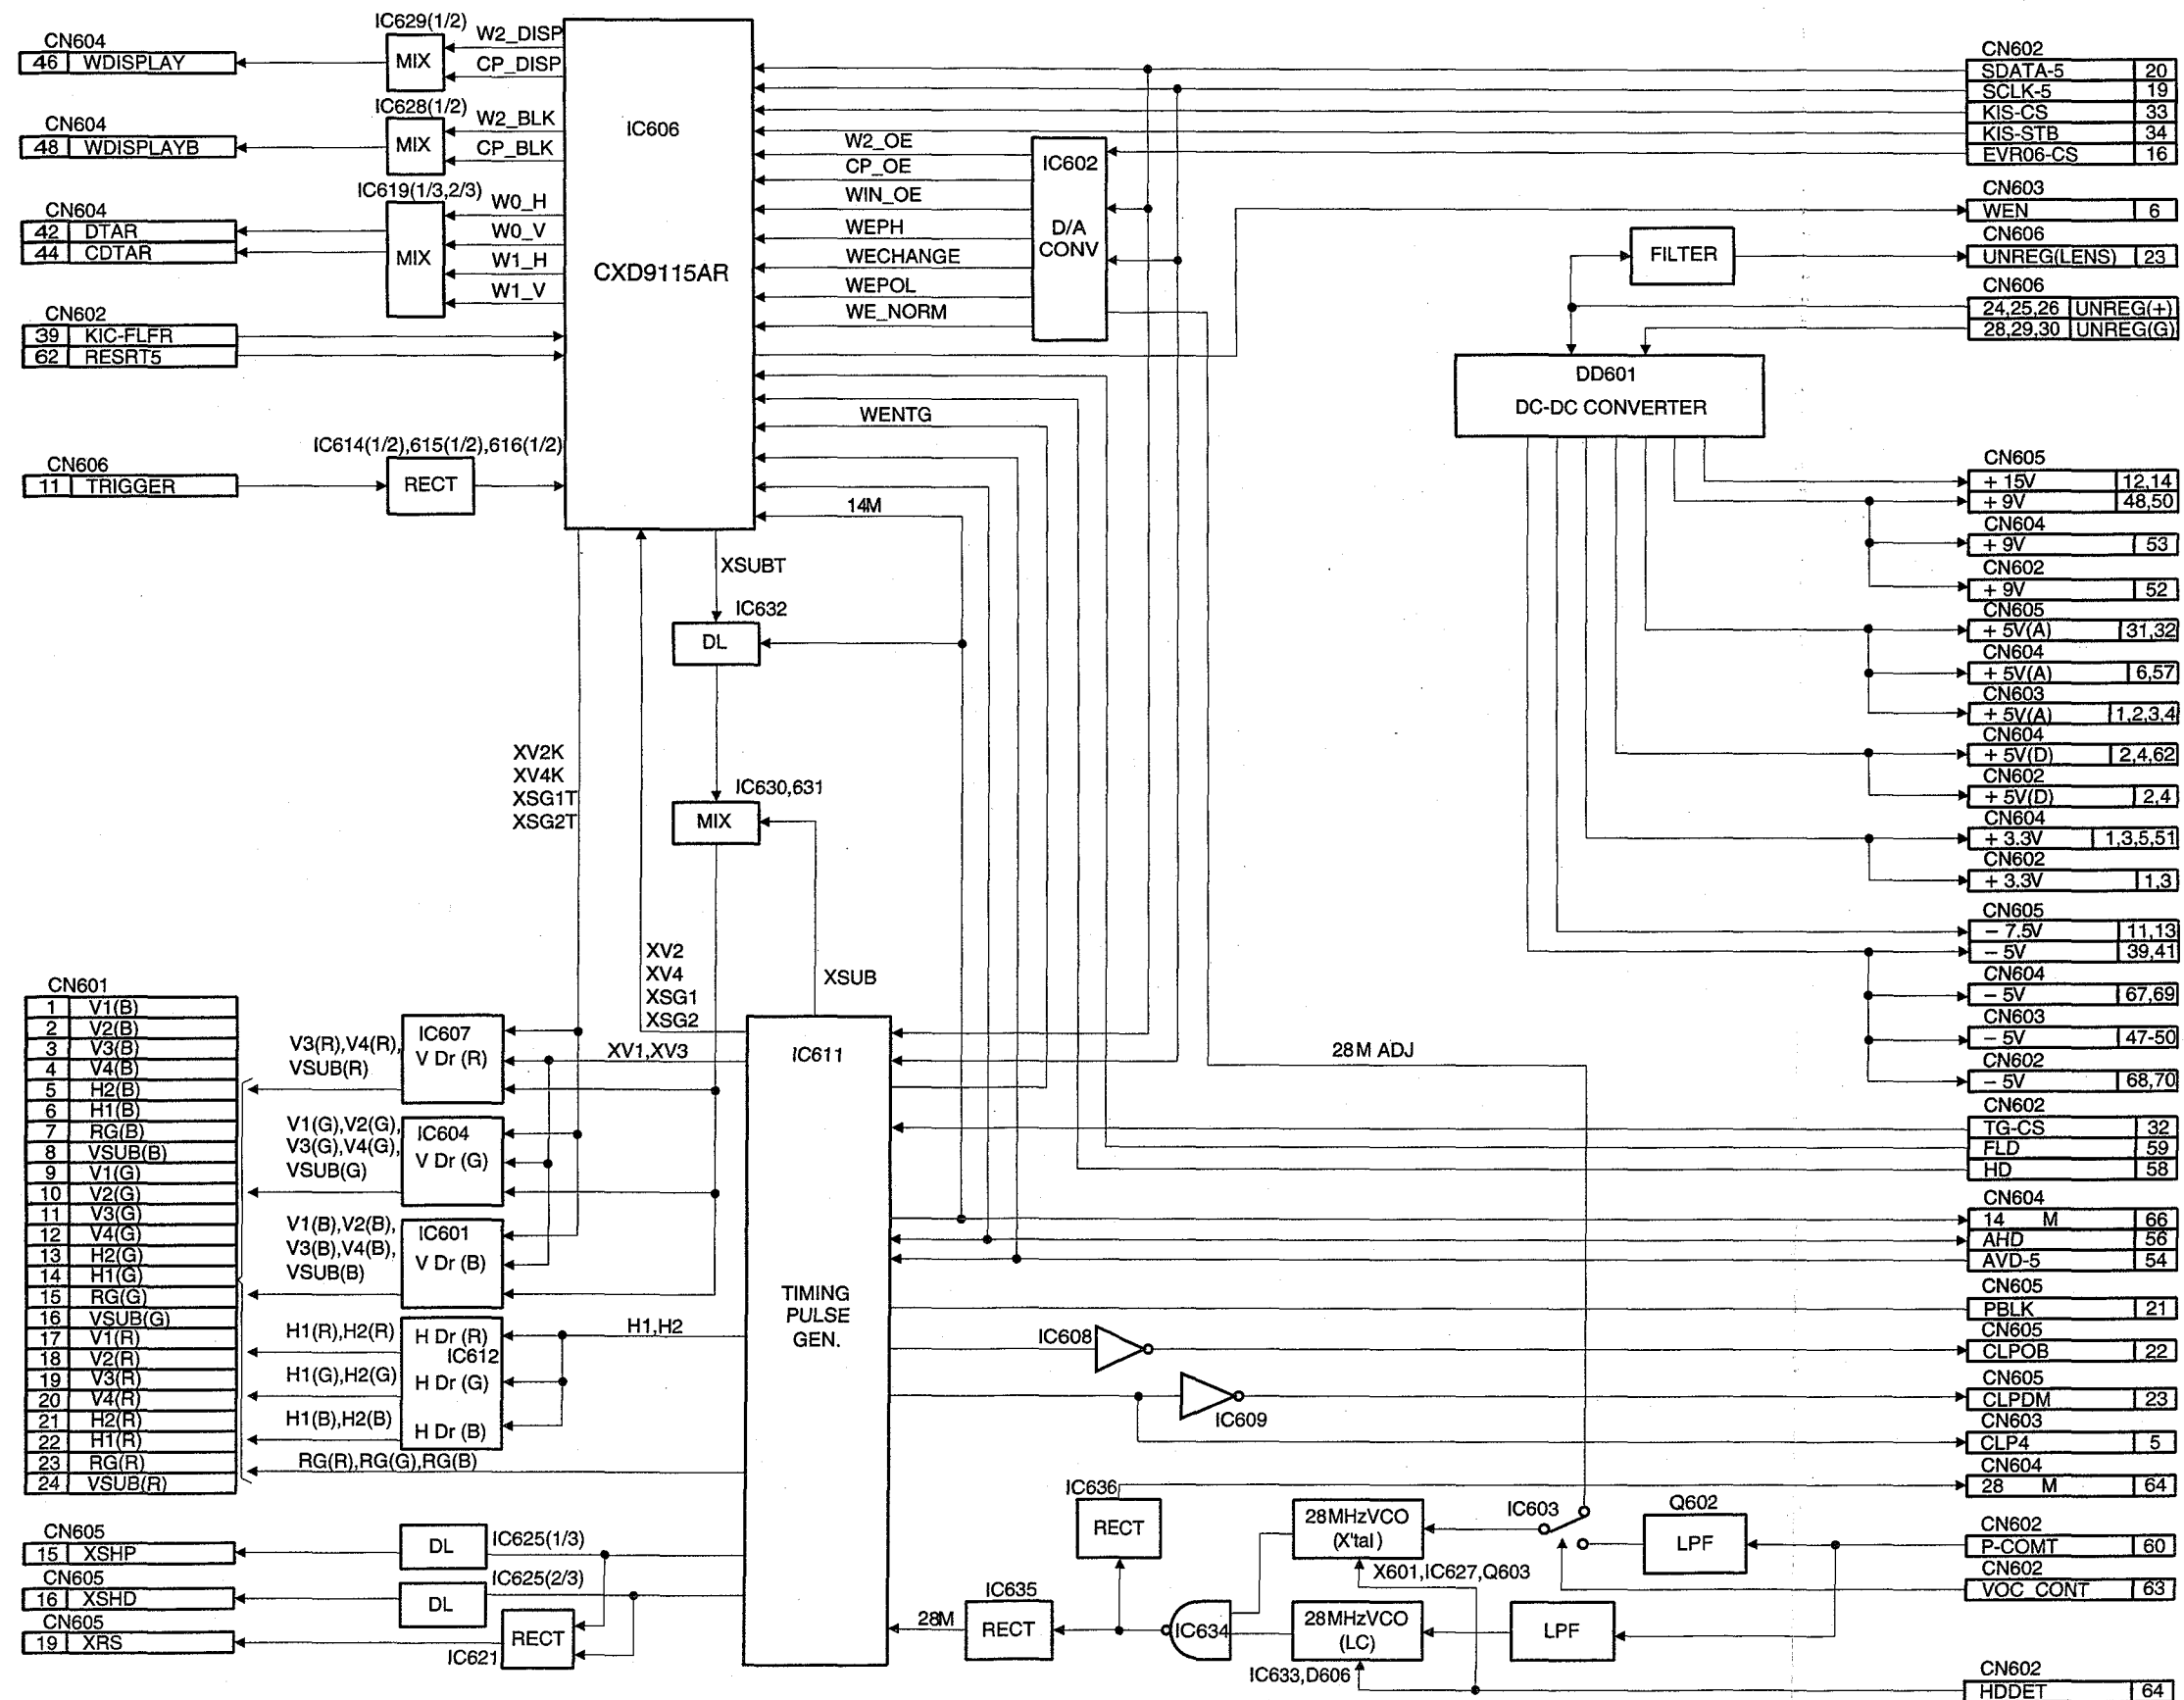 CN604
46 WDISPLAY
IC629(1/2)
MIX
W2_DISP
CP_DISP
CN604
48 WDISPLAYB
IC628(1/2)
MIX
W2_BLK
CP_BLK
CN604
42 DTAR
44 CDTAR
IC619(1/3,2/3)
MIX
W0_H
W0_V
W1_H
W1_V
CN602
39 KIC-FLFR
62 RESRT5
CN606
11 TRIGGER
IC614(1/2),615(1/2),616(1/2)
RECT
IC606
CXD9115AR
W2_OE
CP_OE
WIN_OE
WEPH
WECHANGE
WEPOL
WE_NORM
IC602
D/A
CONV
WENTG
14M
XSUBT
IC632
DL
IC630,631
MIX
XV2K
XV4K
XSG1T
XSG2T
XV2
XV4
XSG1
XSG2
XSUB
CN602
SDATA-5 20
SCLK-5 19
KIS-CS 33
KIS-STB 34
EVR06-CS 16
CN603
WEN 6
CN606
UNREG(LENS) 23
FILTER
CN606
24,25,26 UNREG(+)
28,29,30 UNREG(G)
DD601
DC-DC CONVERTER
CN605
+ 15V 12,14
+ 9V 48,50
CN604
+ 9V 53
CN602
+ 9V 52
CN605
+ 5V(A) 31,32
CN604
+ 5V(A) 6,57
CN603
+ 5V(A) 1,2,3,4
CN604
+ 5V(D) 2,4,62
CN602
+ 5V(D) 2,4
CN604
+ 3.3V 1,3,5,51
CN602
+ 3.3V 1,3
CN605
− 7.5V 11,13
− 5V 39,41
CN604
− 5V 67,69
CN603
− 5V 47-50
CN602
− 5V 68,70
CN602
TG-CS 32
FLD 59
HD 58
CN604
14 M 66
AHD 56
AVD-5 54
CN605
PBLK 21
CN605
CLPOB 22
CN605
CLPDM 23
CN603
CLP4 5
CN604
28 M 64
CN602
P-COMT 60
CN602
VOC_CONT 63
CN602
HDDET 64
CN601
1 V1(B)
2 V2(B)
3 V3(B)
4 V4(B)
5 H2(B)
6 H1(B)
7 RG(B)
8 VSUB(B)
9 V1(G)
10 V2(G)
11 V3(G)
12 V4(G)
13 H2(G)
14 H1(G)
15 RG(G)
16 VSUB(G)
17 V1(R)
18 V2(R)
19 V3(R)
20 V4(R)
21 H2(R)
22 H1(R)
23 RG(R)
24 VSUB(R)
V3(R),V4(R),
VSUB(R)
IC607
V Dr (R)
XV1,XV3
V1(G),V2(G),
V3(G),V4(G),
VSUB(G)
IC604
V Dr (G)
V1(B),V2(B),
V3(B),V4(B),
VSUB(B)
IC601
V Dr (B)
H1(R),H2(R)
H1(G),H2(G)
H1(B),H2(B)
H Dr (R)
IC612
H Dr (G)
H Dr (B)
H1,H2
RG(R),RG(G),RG(B)
IC611
TIMING
PULSE
GEN.
28M ADJ
IC608
IC609
CN605
15 XSHP
DL
IC625(1/3)
CN605
16 XSHD
DL
IC625(2/3)
CN605
19 XRS
RECT
IC621
IC636
RECT
28M
IC635
RECT
IC634
28MHzVCO
(X'tal)
X601,IC627,Q603
28MHzVCO
(LC)
IC633,D606
IC603
Q602
LPF
LPF